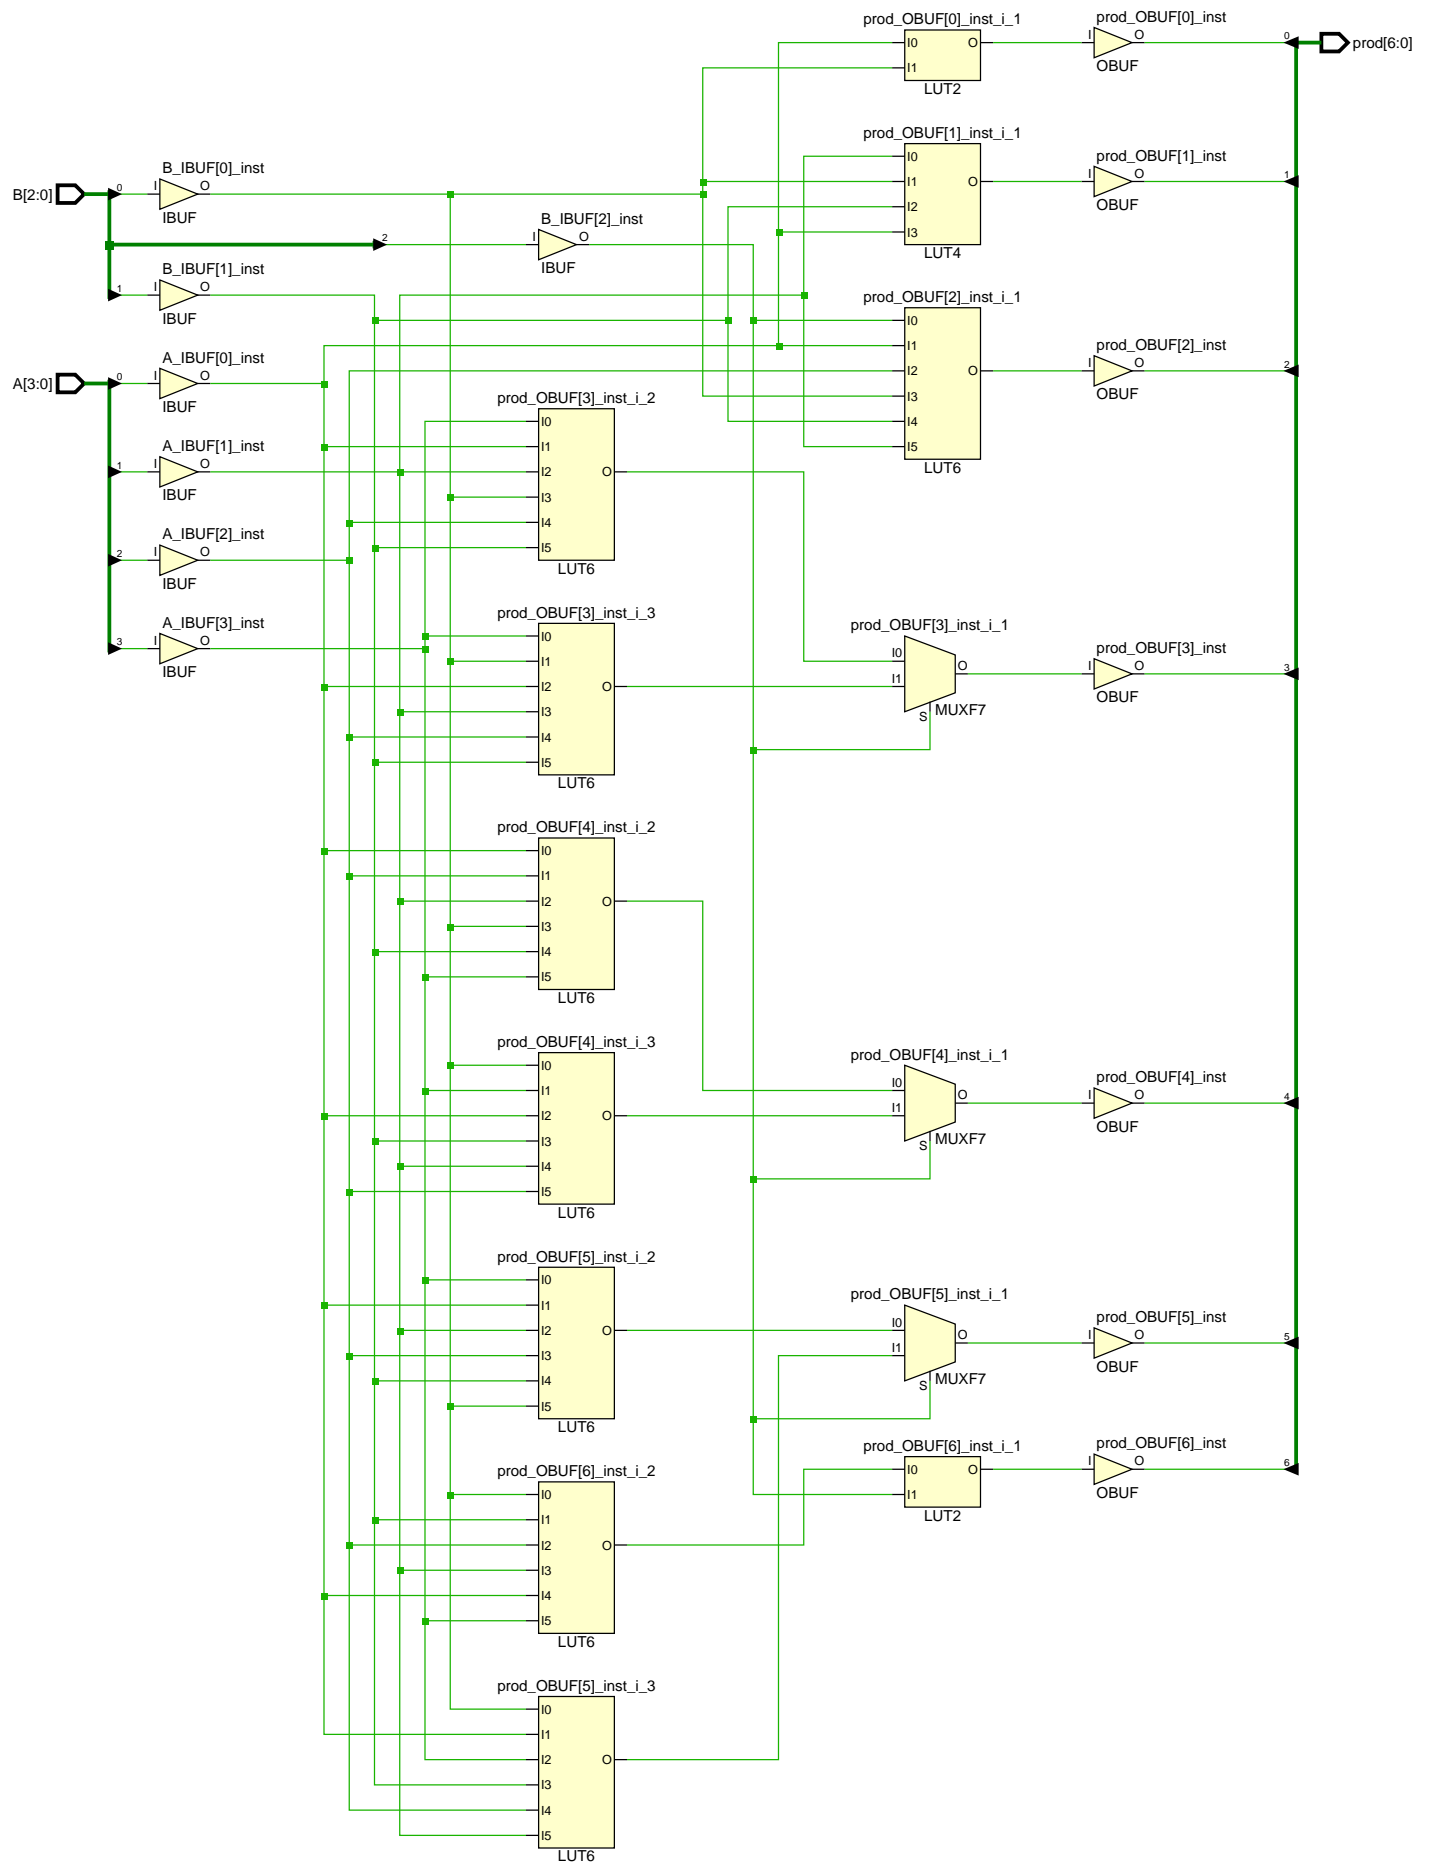 prod_OBUF[0]_inst_i_1
I0
I1
O
LUT2
prod_OBUF[0]_inst
I
O
OBUF
0
prod[6:0]
prod_OBUF[1]_inst_i_1
I0
I1
I2
I3
O
LUT4
prod_OBUF[1]_inst
I
O
OBUF
1
B[2:0]
0
B_IBUF[0]_inst
I
O
IBUF
2
B_IBUF[2]_inst
I
O
IBUF
1
B_IBUF[1]_inst
I
O
IBUF
prod_OBUF[2]_inst_i_1
I0
I1
I2
I3
I4
I5
O
LUT6
prod_OBUF[2]_inst
I
O
OBUF
2
A[3:0]
0
A_IBUF[0]_inst
I
O
IBUF
1
A_IBUF[1]_inst
I
O
IBUF
2
A_IBUF[2]_inst
I
O
IBUF
3
A_IBUF[3]_inst
I
O
IBUF
prod_OBUF[3]_inst_i_2
I0
I1
I2
I3
I4
I5
O
LUT6
prod_OBUF[3]_inst_i_3
I0
I1
I2
I3
I4
I5
O
LUT6
prod_OBUF[3]_inst_i_1
I0
I1
S
O
MUXF7
prod_OBUF[3]_inst
I
O
OBUF
3
prod_OBUF[4]_inst_i_2
I0
I1
I2
I3
I4
I5
O
LUT6
prod_OBUF[4]_inst_i_3
I0
I1
I2
I3
I4
I5
O
LUT6
prod_OBUF[4]_inst_i_1
I0
I1
S
O
MUXF7
prod_OBUF[4]_inst
I
O
OBUF
4
prod_OBUF[5]_inst_i_2
I0
I1
I2
I3
I4
I5
O
LUT6
prod_OBUF[5]_inst_i_1
I0
I1
S
O
MUXF7
prod_OBUF[5]_inst
I
O
OBUF
5
prod_OBUF[6]_inst_i_2
I0
I1
I2
I3
I4
I5
O
LUT6
prod_OBUF[6]_inst_i_1
I0
I1
O
LUT2
prod_OBUF[6]_inst
I
O
OBUF
6
prod_OBUF[5]_inst_i_3
I0
I1
I2
I3
I4
I5
O
LUT6